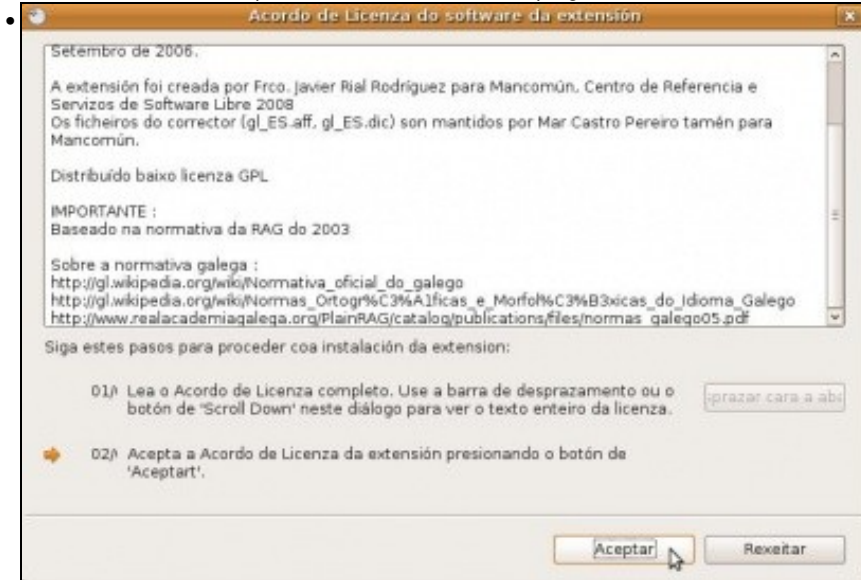 Acordo de Licenza do software da extensión
Setembro de 2006.
A extensión foi creada por Frco. Javier Rial Rodríguez para Mancomún, Centro de Referencia e
Servizos de Software Libre 2008
Os ficheiros do corrector (gl_ES.aff, gl_ES.dic) son mantidos por Mar Castro Pereiro tamén para
Mancomún.
Distribuído baixo licenza GPL
IMPORTANTE :
Baseado na normativa da RAG do 2003
Sobre a normativa galega :
http://gl.wikipedia.org/wiki/Normativa_oficial_do_galego
http://gl.wikipedia.org/wiki/Normas_Ortogr%C3%A1ficas_e_Morfol%C3%B3xicas_do_Idioma_Galego
http://www.realacademiagalega.org/PlainRAG/catalog/publications/files/normas_galego05.pdf
Siga estes pasos para proceder coa instalación da extension:
01/\ Lea o Acordo de Licenza completo. Use a barra de desprazamento ou o
botón de 'Scroll Down' neste diálogo para ver o texto enteiro da licenza.
prazar cara a aba
02/\ Acepta a Acordo de Licenza da extensión presionando o botón de
'Aceptart'.
Aceptar
Rexeitar